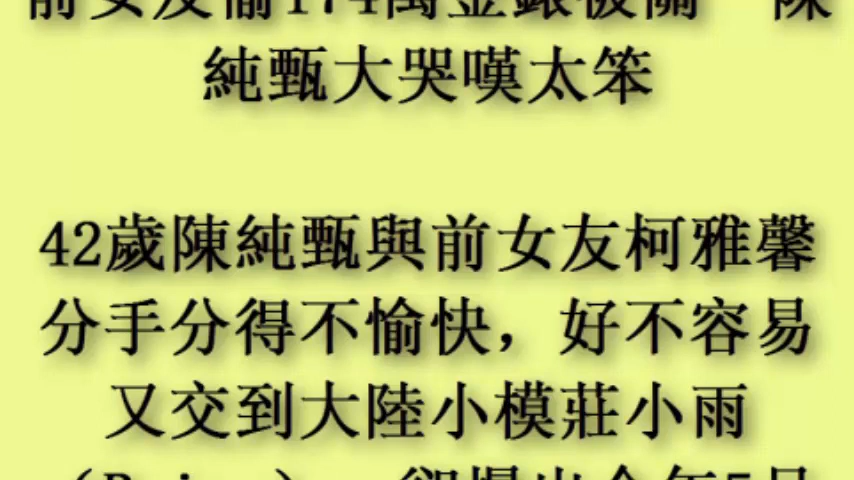 前女友偷174萬金錶被關 陳
純甄大哭嘆太笨
42歲陳純甄與前女友柯雅馨
分手分得不愉快，好不容易
又交到大陸小模莊小雨